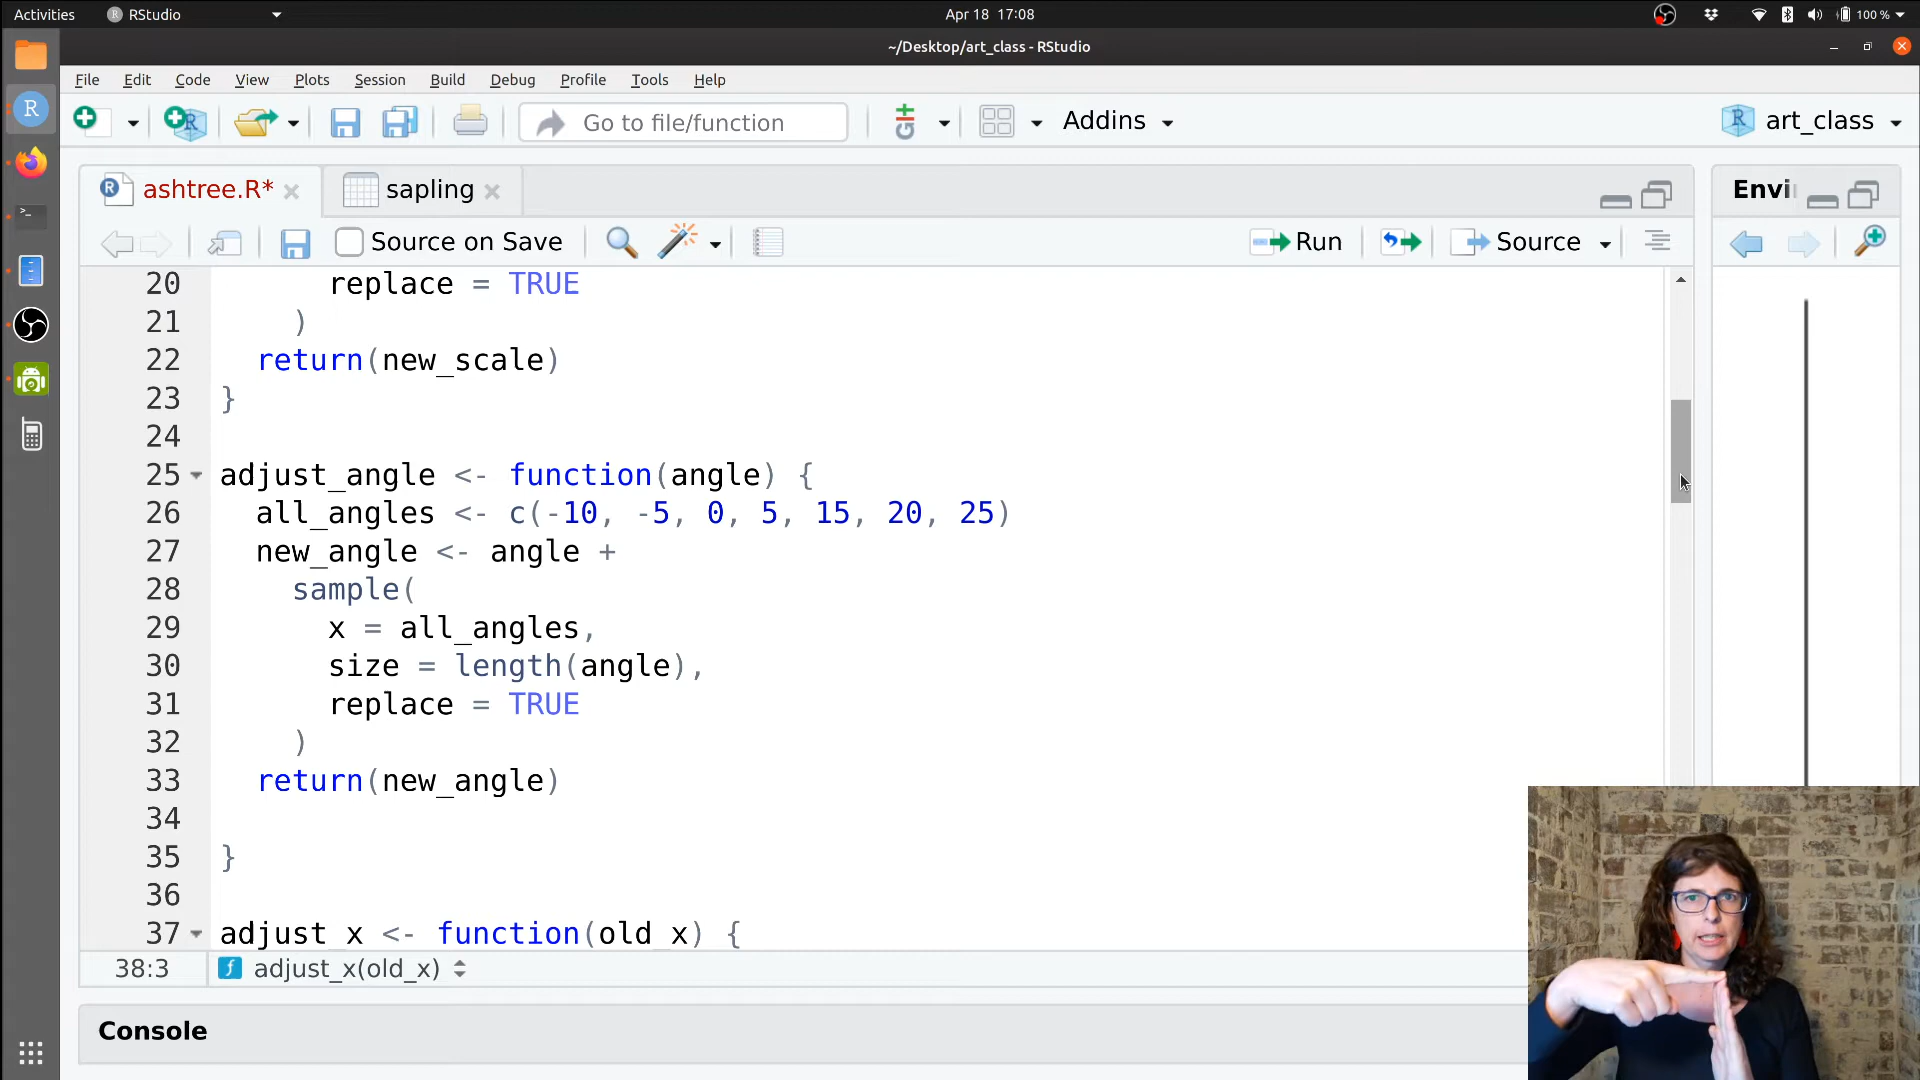 Activities RStudio Apr 18 17:08 100 %
~/Desktop/art_class - RStudio
File Edit Code View Plots Session Build Debug Profile Tools Help
Go to file/function Addins art_class
ashtree.R* sapling Envi
Source on Save Run Source
20 replace = TRUE
21 )
22 return(new_scale)
23 }
24
25 adjust_angle <- function(angle) {
26 all_angles <- c(-10, -5, 0, 5, 15, 20, 25)
27 new_angle <- angle +
28 sample(
29 x = all_angles,
30 size = length(angle),
31 replace = TRUE
32 )
33 return(new_angle)
34
35 }
36
37 adjust_x <- function(old_x) {
38:3 adjust_x(old_x)
Console